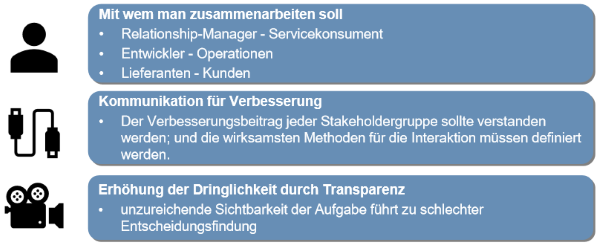 Mit wem man zusammenarbeiten soll
• Relationship-Manager - Servicekonsument
• Entwickler - Operationen
• Lieferanten - Kunden
Kommunikation für Verbesserung
• Der Verbesserungsbeitrag jeder Stakeholdergruppe sollte verstanden
werden; und die wirksamsten Methoden für die Interaktion müssen definiert
werden.
Erhöhung der Dringlichkeit durch Transparenz
• unzureichende Sichtbarkeit der Aufgabe führt zu schlechter
Entscheidungsfindung